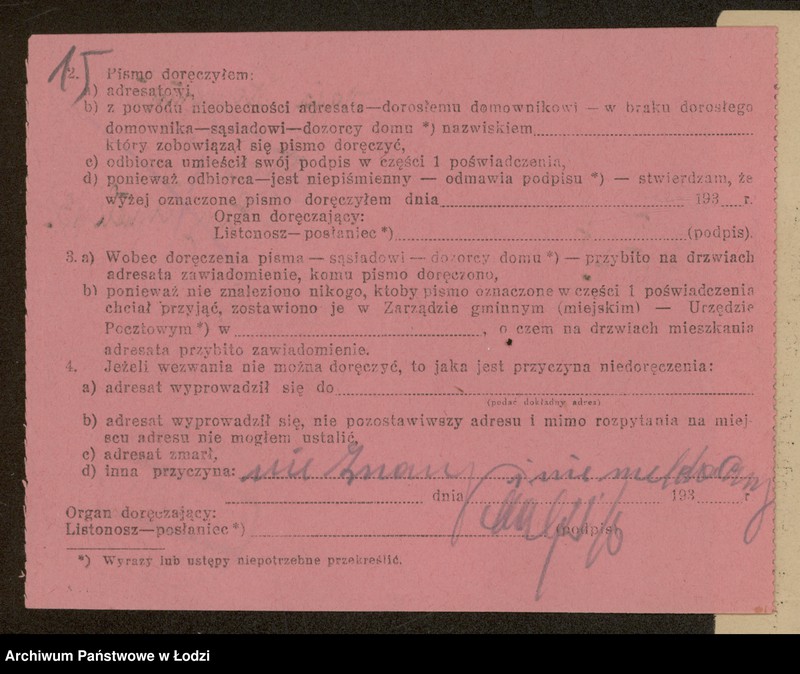 15
2. Pismo doręczyłem:
a) adresatowi,
b) z powodu nieobecności adresata—dorosłemu domownikowi — w braku dorosłego
domownika—sąsiadowi—dozorcy domu *) nazwiskiem
który zobowiązał się pismo doręczyć,
c) odbiorca umieścił swój podpis w części 1 poświadczenia,
d) ponieważ odbiorca—jest niepiśmienny — odmawia podpisu *) — stwierdzam, że
wyżej oznaczone pismo doręczyłem dnia 193 r.
Organ doręczający:
Listonosz—posłaniec *) (podpis).
3. a) Wobec doręczenia pisma — sąsiadowi — dozorcy domu *) — przybito na drzwiach
adresata zawiadomienie, komu pismo doręczono,
b) ponieważ nie znaleziono nikogo, ktoby pismo oznaczone w części 1 poświadczenia
chciał przyjąć, zostawiono je w Zarządzie gminnym (miejskim) — Urzędzie
Pocztowym *) w , o czem na drzwiach mieszkania
adresata przybito zawiadomienie.
4. Jeżeli wezwania nie można doręczyć, to jaka jest przyczyna niedoręczenia:
a) adresat wyprowadził się do
(podać dokładny adres)
b) adresat wyprowadził się, nie pozostawiwszy adresu i mimo rozpytania na miej-
scu adresu nie mogłem ustalić,
c) adresat zmarł,
d) inna przyczyna: nie znany i nie meldowany
dnia 193 r
Organ doręczający:
Listonosz—posłaniec *) (podpis)
*) Wyrazy lub ustępy niepotrzebne przekreślić.
Archiwum Państwowe w Łodzi